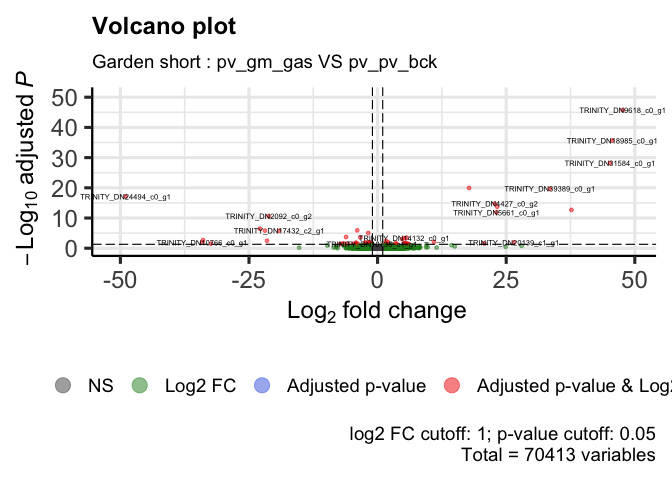 Volcano plot
Garden short : pv_gm_gas VS pv_pv_bck
−Log10 adjusted P
50
40
30
20
10
0
TRINITY_DN9618_c0_g1
TRINITY_DN18985_c0_g1
TRINITY_DN31584_c0_g1
TRINITY_DN39389_c0_g1
TRINITY_DN24494_c0_g1
TRINITY_DN4427_c0_g2
TRINITY_DN5661_c0_g1
TRINITY_DN2092_c0_g2
TRINITY_DN17432_c2_g1
-50
-25
0
25
50
Log2 fold change
NS
Log2 FC
Adjusted p-value
Adjusted p-value & Log2
log2 FC cutoff: 1; p-value cutoff: 0.05
Total = 70413 variables